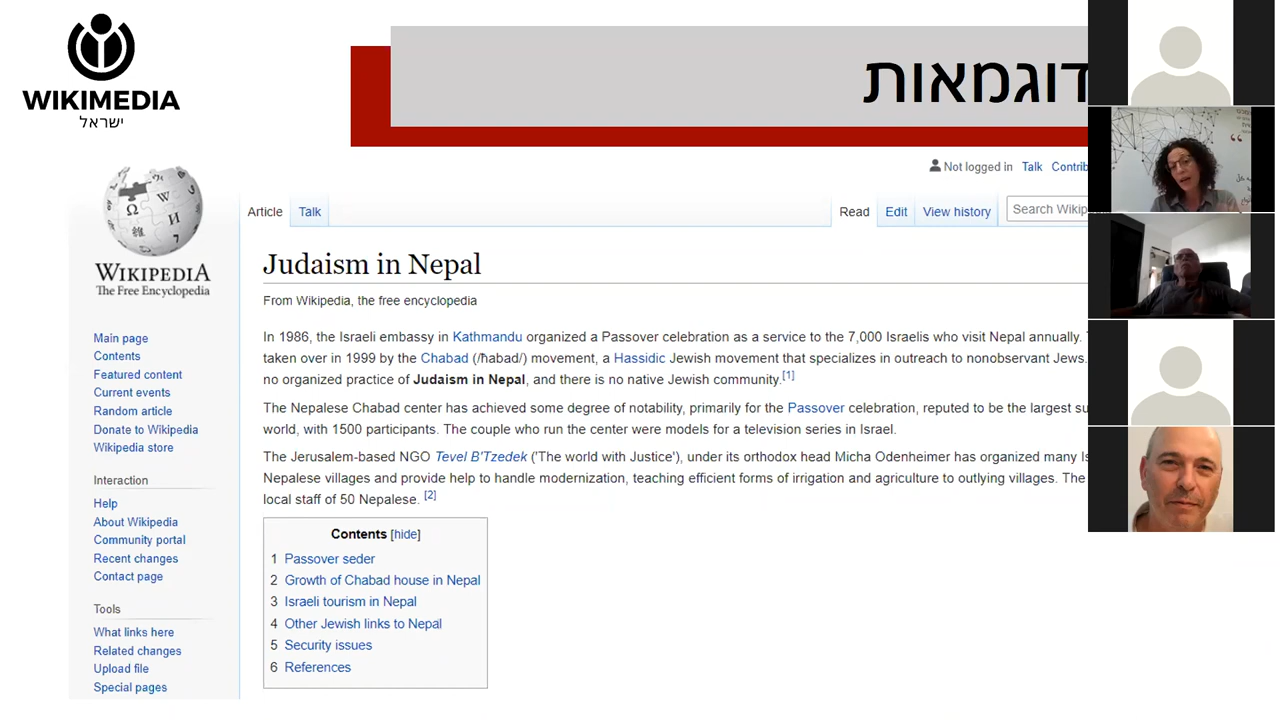 WIKIMEDIA
ישראל
דוגמאות
Not logged in Talk
Article Talk
Read Edit View history
Search
WIKIPEDIA
The Free Encyclopedia
Main page
Contents
Featured content
Current events
Random article
Donate to Wikipedia
Wikipedia store
Interaction
Help
About Wikipedia
Community portal
Recent changes
Contact page
Tools
What links here
Related changes
Upload file
Special pages
Judaism in Nepal
From Wikipedia, the free encyclopedia
In 1986, the Israeli embassy in Kathmandu organized a Passover celebration as a service to the 7,000 Israelis who visit Nepal annually.
taken over in 1999 by the Chabad (/ħabad/) movement, a Hassidic Jewish movement that specializes in outreach to nonobservant Jews.
no organized practice of Judaism in Nepal, and there is no native Jewish community.[1]
The Nepalese Chabad center has achieved some degree of notability, primarily for the Passover celebration, reputed to be the largest
world, with 1500 participants. The couple who run the center were models for a television series in Israel.
The Jerusalem-based NGO Tevel B'Tzedek ('The world with Justice'), under its orthodox head Micha Odenheimer has organized many
Nepalese villages and provide help to handle modernization, teaching efficient forms of irrigation and agriculture to outlying villages. The
local staff of 50 Nepalese. [2]
Contents [hide]
1 Passover seder
2 Growth of Chabad house in Nepal
3 Israeli tourism in Nepal
4 Other Jewish links to Nepal
5 Security issues
6 References